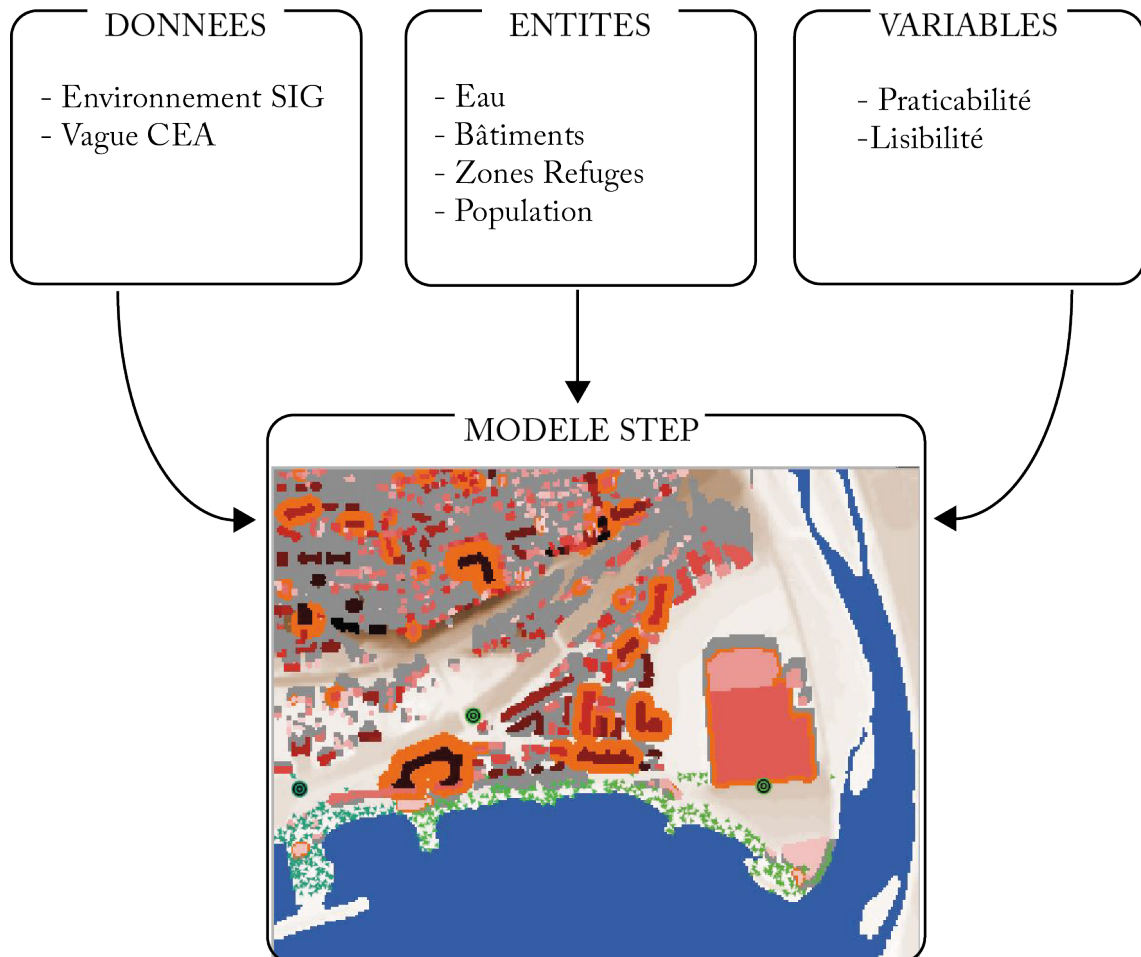 DONNEES
- Environnement SIG
- Vague CEA
ENTITES
- Eau
- Bâtiments
- Zones Refuges
- Population
VARIABLES
- Praticabilité
-Lisibilité
MODELE STEP